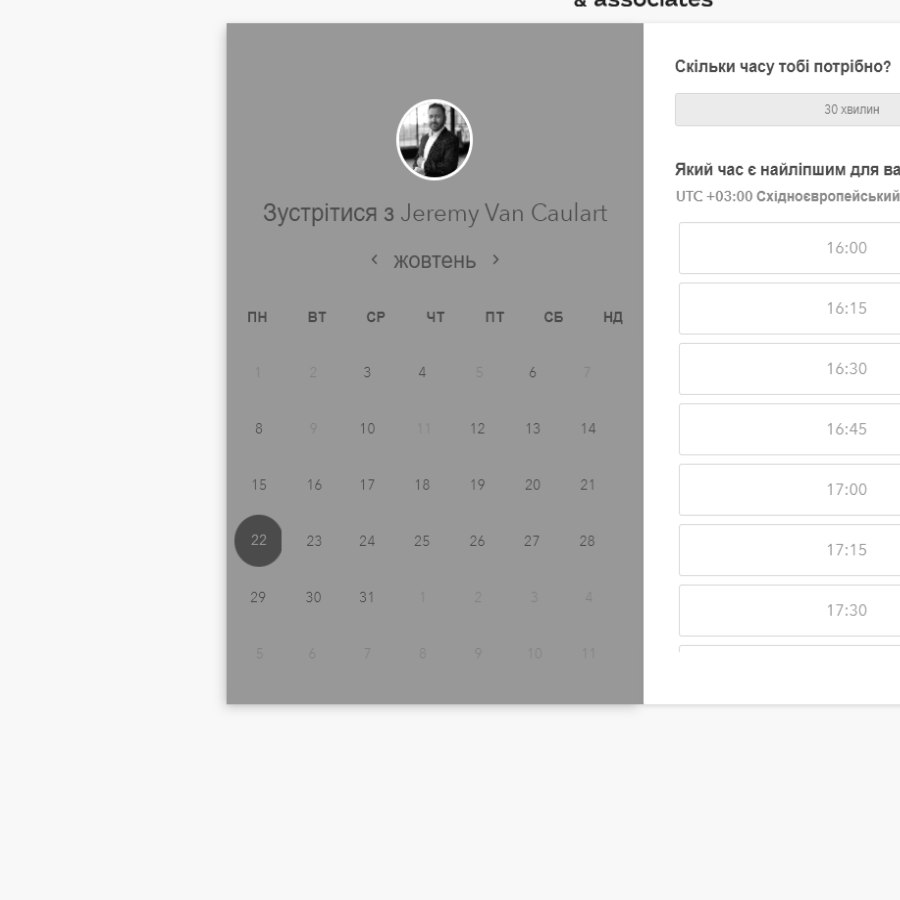 & associates
Зустрітися з Jeremy Van Caulart
‹ жовтень ›
ПН ВТ СР ЧТ ПТ СБ НД
1 2 3 4 5 6 7
8 9 10 11 12 13 14
15 16 17 18 19 20 21
22 23 24 25 26 27 28
29 30 31 1 2 3 4
5 6 7 8 9 10 11
Скільки часу тобі потрібно?
30 хвилин
Який час є найліпшим для ва
UTC +03:00 Східноєвропейський
16:00
16:15
16:30
16:45
17:00
17:15
17:30